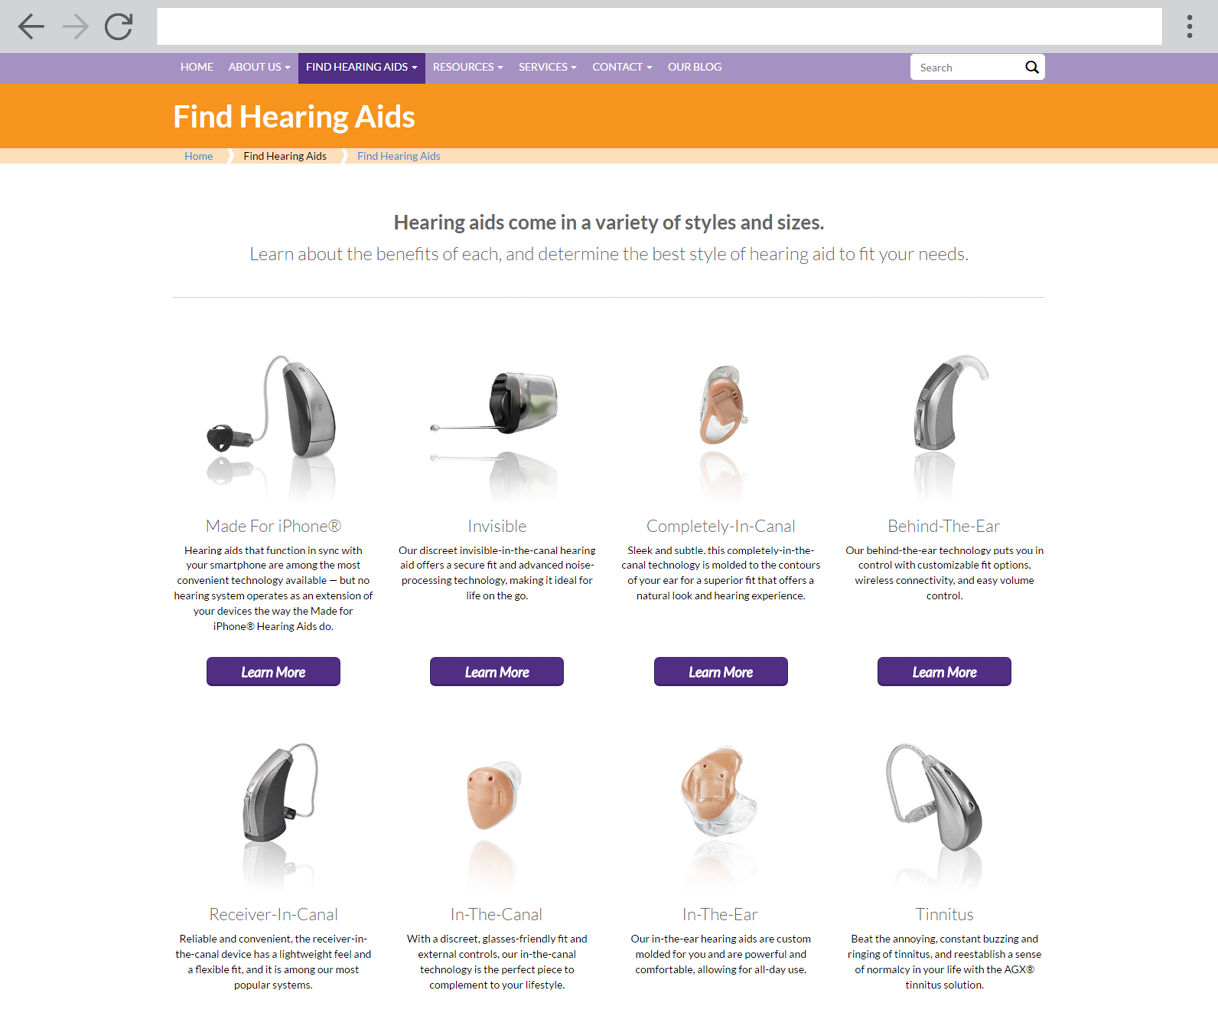 HOME ABOUT US FIND HEARING AIDS RESOURCES SERVICES CONTACT OUR BLOG Search
Find Hearing Aids
Home Find Hearing Aids Find Hearing Aids
Hearing aids come in a variety of styles and sizes.
Learn about the benefits of each, and determine the best style of hearing aid to fit your needs.
Made For iPhone®
Hearing aids that function in sync with
your smartphone are among the most
convenient technology available — but no
hearing system operates as an extension of
your devices the way the Made for
iPhone® Hearing Aids do.
Learn More
Invisible
Our discreet invisible-in-the-canal hearing
aid offers a secure fit and advanced noise-
processing technology, making it ideal for
life on the go.
Learn More
Completely-In-Canal
Sleek and subtle, this completely-in-the-
canal technology is molded to the contours
of your ear for a superior fit that offers a
natural look and hearing experience.
Learn More
Behind-The-Ear
Our behind-the-ear technology puts you in
control with customizable fit options,
wireless connectivity, and easy volume
control.
Learn More
Receiver-In-Canal
Reliable and convenient, the receiver-in-
the-canal device has a lightweight feel and
a flexible fit, and it is among our most
popular systems.
In-The-Canal
With a discreet, glasses-friendly fit and
external controls, our in-the-canal
technology is the perfect piece to
complement to your lifestyle.
In-The-Ear
Our in-the-ear hearing aids are custom
molded for you and are powerful and
comfortable, allowing for all-day use.
Tinnitus
Beat the annoying, constant buzzing and
ringing of tinnitus, and reestablish a sense
of normalcy in your life with the AGX®
tinnitus solution.